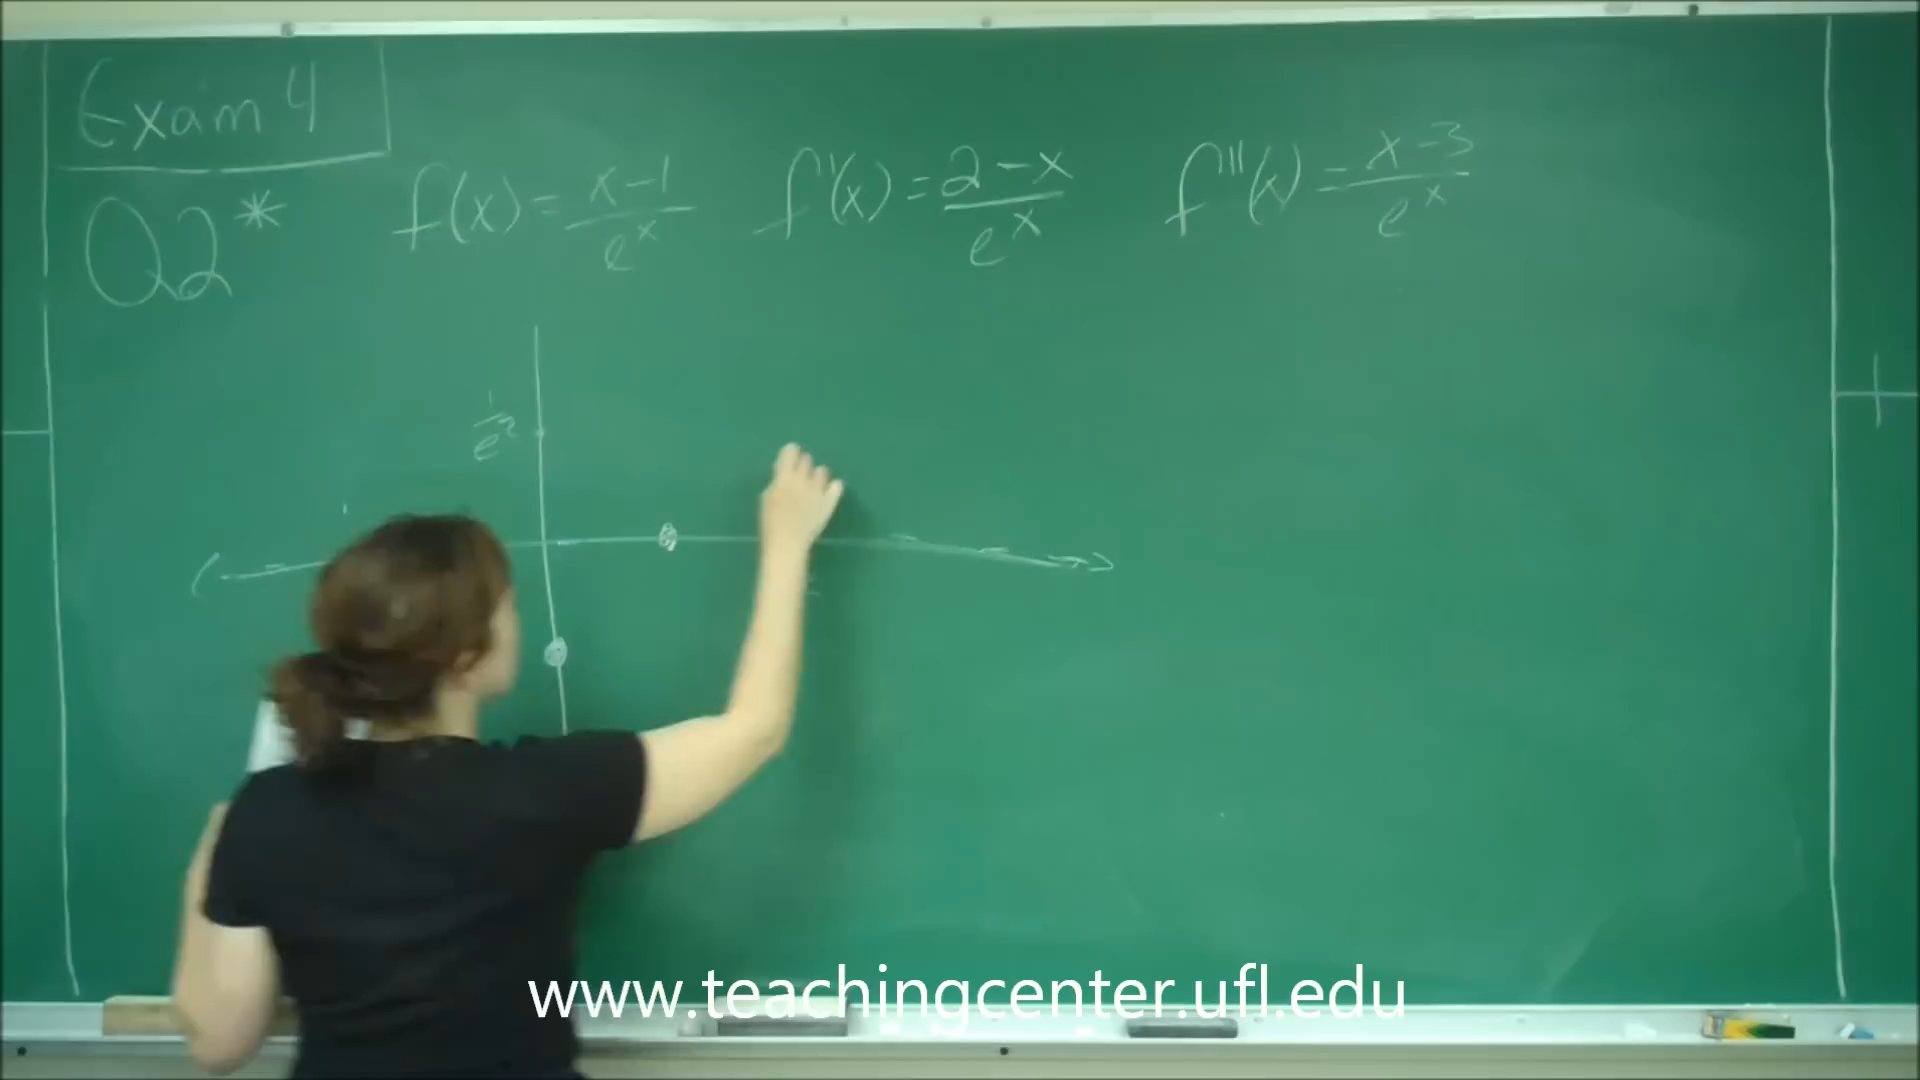 Exam 4
Q2*
f(x) = x-1/e^x
f'(x) = 2-x/e^x
f'''(x) = x-3/e^x
1/e^2
www.teachingcenter.ufl.edu